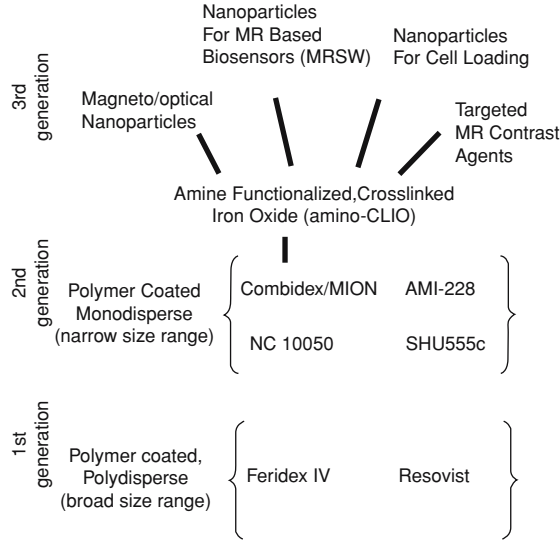 3rd
generation
Nanoparticles
For MR Based
Biosensors (MRSW)
Nanoparticles
For Cell Loading
Magneto/optical
Nanoparticles
Targeted
MR Contrast
Agents
Amine Functionalized,Crosslinked
Iron Oxide (amino-CLIO)
2nd
generation
Polymer Coated
Monodisperse
(narrow size range)
Combidex/MION
AMI-228
NC 10050
SHU555c
1st
generation
Polymer coated,
Polydisperse
(broad size range)
Feridex IV
Resovist